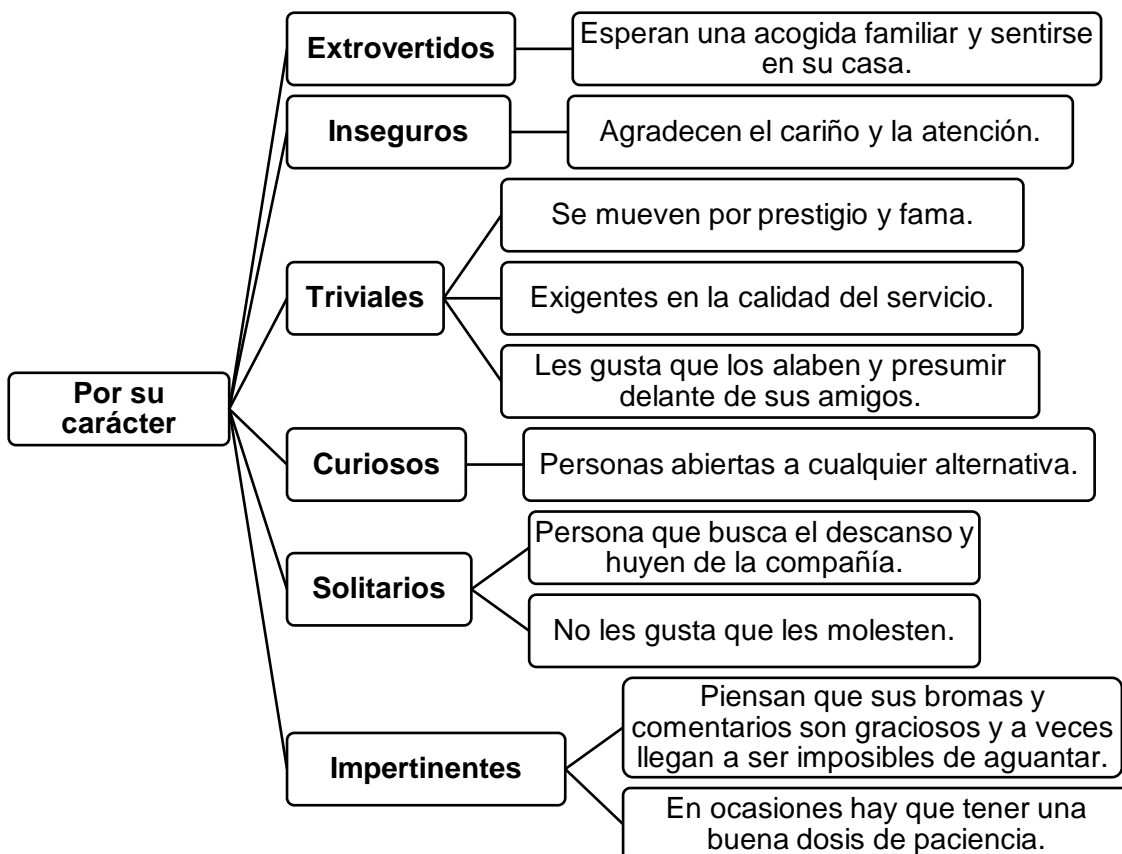 Por su
carácter
Extrovertidos
Esperan una acogida familiar y sentirse
en su casa.
Inseguros
Agradecen el cariño y la atención.
Triviales
Se mueven por prestigio y fama.
Exigentes en la calidad del servicio.
Les gusta que los alaben y presumir
delante de sus amigos.
Curiosos
Personas abiertas a cualquier alternativa.
Solitarios
Persona que busca el descanso y
huyen de la compañía.
No les gusta que les molesten.
Impertinentes
Piensan que sus bromas y
comentarios son graciosos y a veces
llegan a ser imposibles de aguantar.
En ocasiones hay que tener una
buena dosis de paciencia.